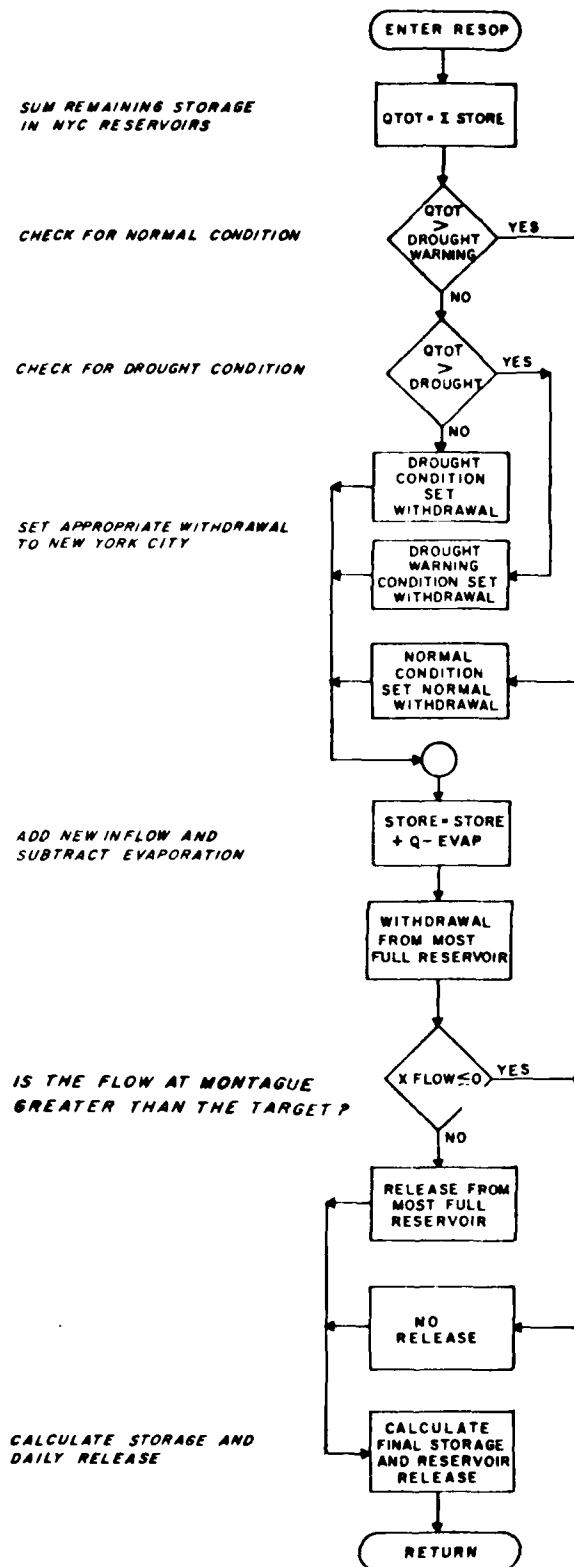 ENTER RESOP
SUM REMAINING STORAGE
IN NYC RESERVOIRS
QTOT = Σ STORE
CHECK FOR NORMAL CONDITION
QTOT
>
DROUGHT
WARNING
YES
NO
CHECK FOR DROUGHT CONDITION
QTOT
>
DROUGHT
YES
NO
DROUGHT
CONDITION
SET
WITHDRAWAL
SET APPROPRIATE WITHDRAWAL
TO NEW YORK CITY
DROUGHT
WARNING
CONDITION SET
WITHDRAWAL
NORMAL
CONDITION
SET NORMAL
WITHDRAWAL
ADD NEW INFLOW AND
SUBTRACT EVAPORATION
STORE = STORE
+ Q - EVAP
WITHDRAWAL
FROM MOST
FULL RESERVOIR
IS THE FLOW AT MONTAGUE
GREATER THAN THE TARGET?
X FLOW ≤ 0
YES
NO
RELEASE FROM
MOST FULL
RESERVOIR
NO
RELEASE
CALCULATE STORAGE AND
DAILY RELEASE
CALCULATE
FINAL STORAGE
AND RESERVOIR
RELEASE
RETURN